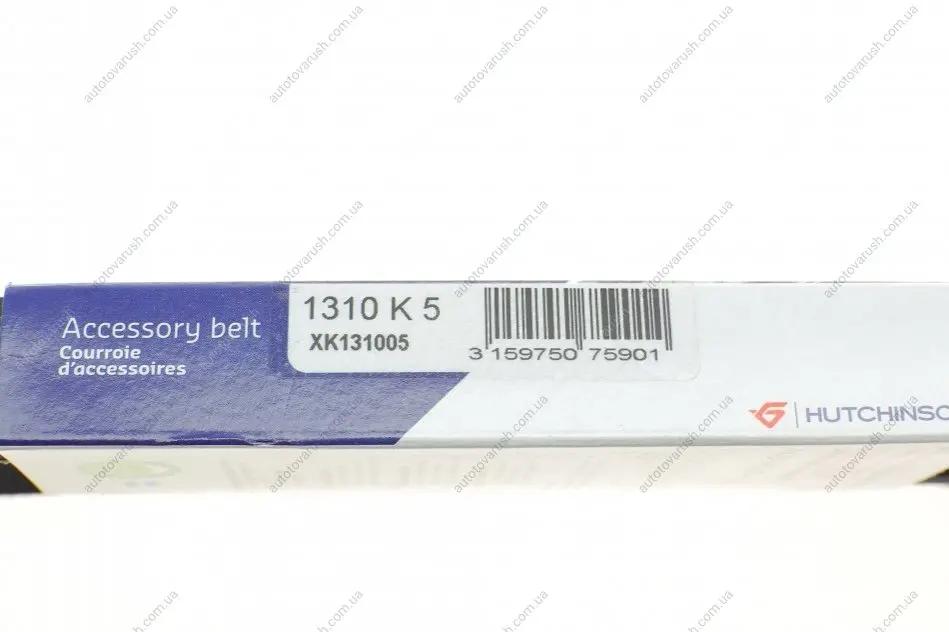 1310 K 5
XK131005
3 159750 75901
Accessory belt
Courroie
d'accessoires
HUTCHINSO
autotovarush.com.ua